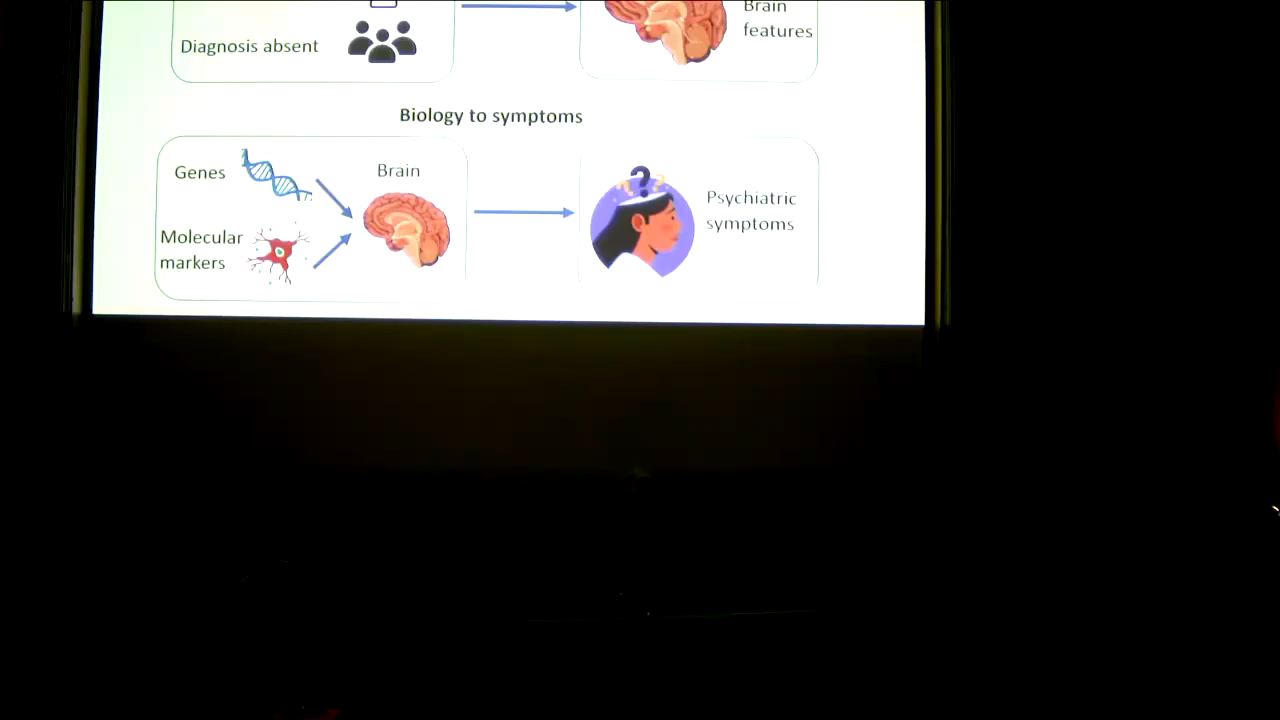 Brain
features
Diagnosis absent
Biology to symptoms
Genes
Brain
Molecular
markers
Psychiatric
symptoms